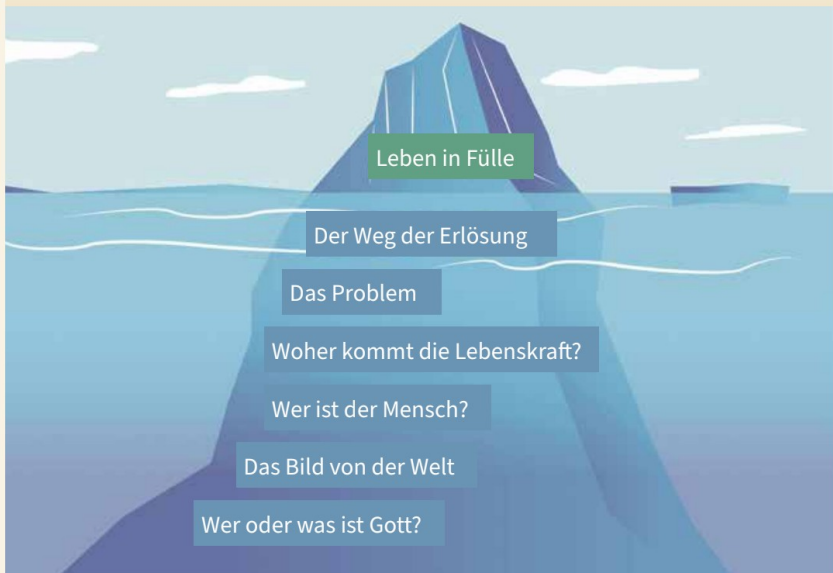 Leben in Fülle
Der Weg der Erlösung
Das Problem
Woher kommt die Lebenskraft?
Wer ist der Mensch?
Das Bild von der Welt
Wer oder was ist Gott?